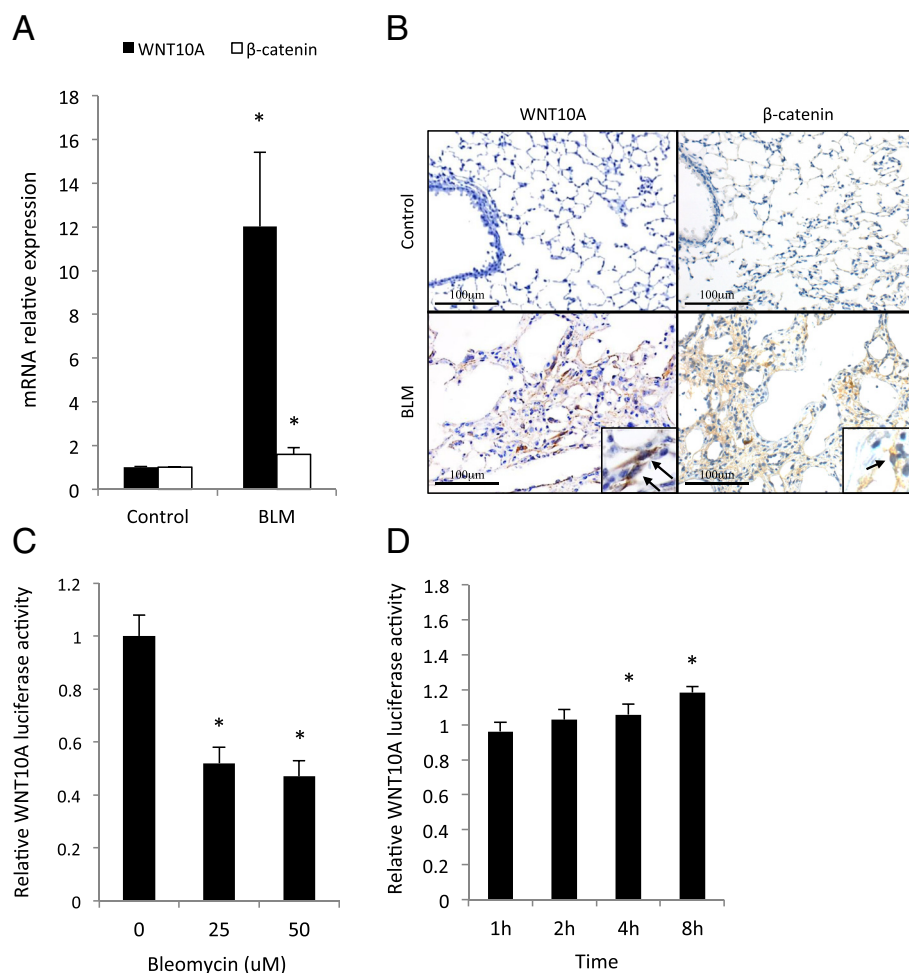 A
WNT10A β-catenin
mRNA relative expression
18
16
14
12
10
8
6
4
2
0
*
*
Control BLM
B
WNT10A β-catenin
Control
BLM
100μm
100μm
100μm
100μm
C
Relative WNT10A luciferase activity
1.2
1
0.8
0.6
0.4
0.2
0
*
*
0 25 50
Bleomycin (uM)
D
Relative WNT10A luciferase activity
1.8
1.6
1.4
1.2
1
0.8
0.6
0.4
0.2
0
*
*
1h 2h 4h 8h
Time